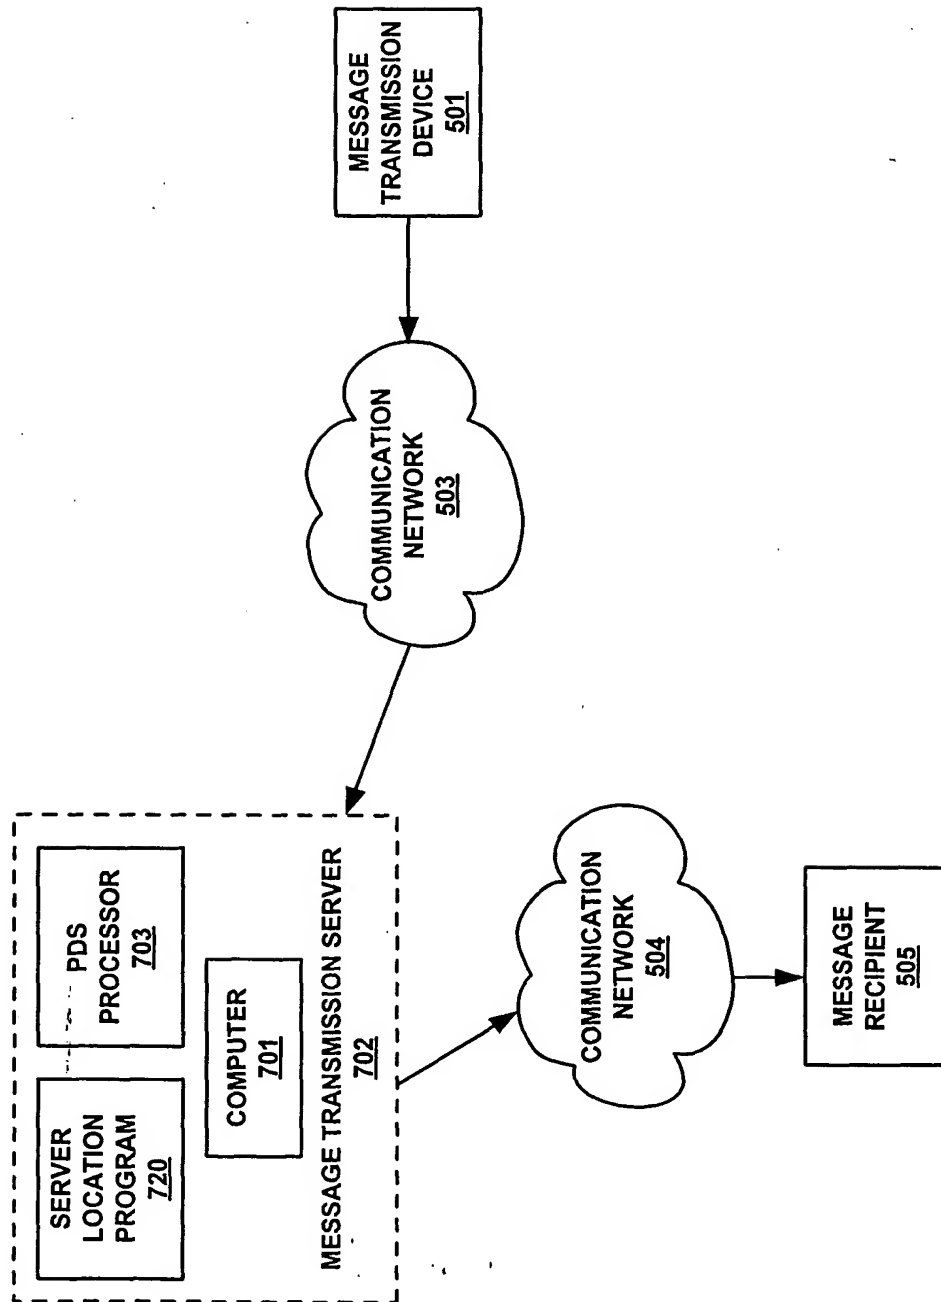 SERVER
LOCATION
PROGRAM
720
PDS
PROCESSOR
703
COMPUTER
701
MESSAGE TRANSMISSION SERVER
702
COMMUNICATION
NETWORK
503
MESSAGE
TRANSMISSION
DEVICE
501
COMMUNICATION
NETWORK
504
MESSAGE
RECIPIENT
505